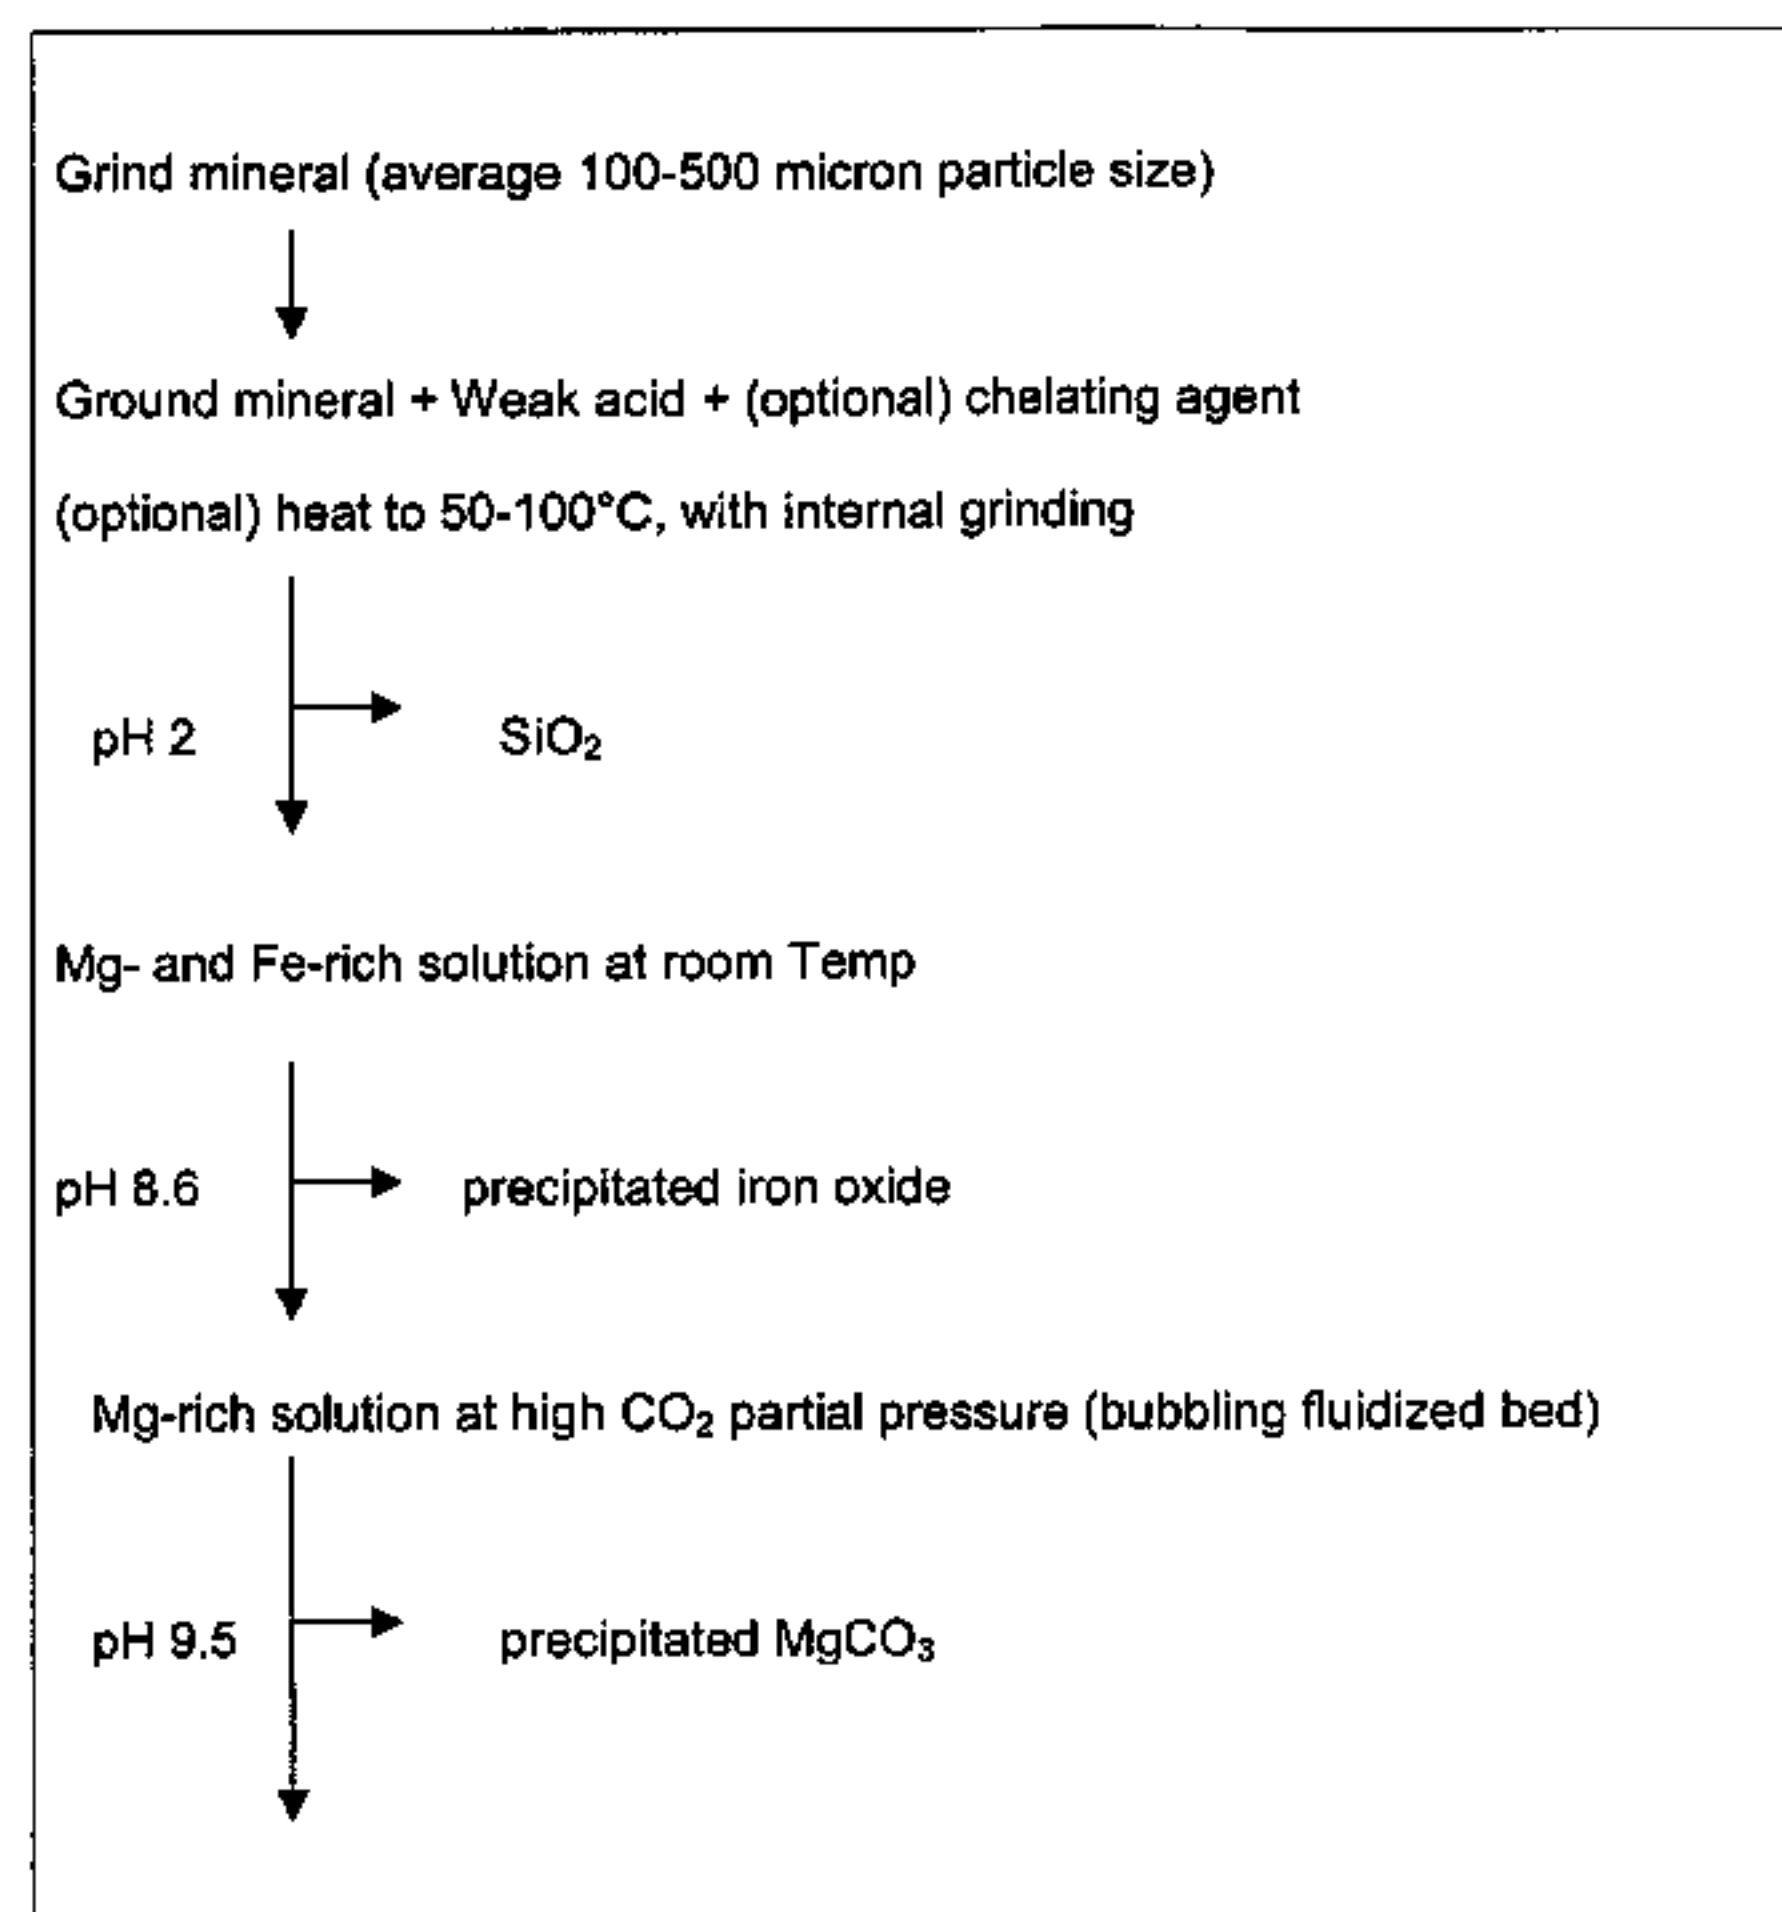 Grind mineral (average 100-500 micron particle size)
Ground mineral + Weak acid + (optional) chelating agent
(optional) heat to 50-100°C, with internal grinding
pH 2 SiO₂
Mg- and Fe-rich solution at room Temp
pH 8.6 precipitated iron oxide
Mg-rich solution at high CO₂ partial pressure (bubbling fluidized bed)
pH 9.5 precipitated MgCO₃